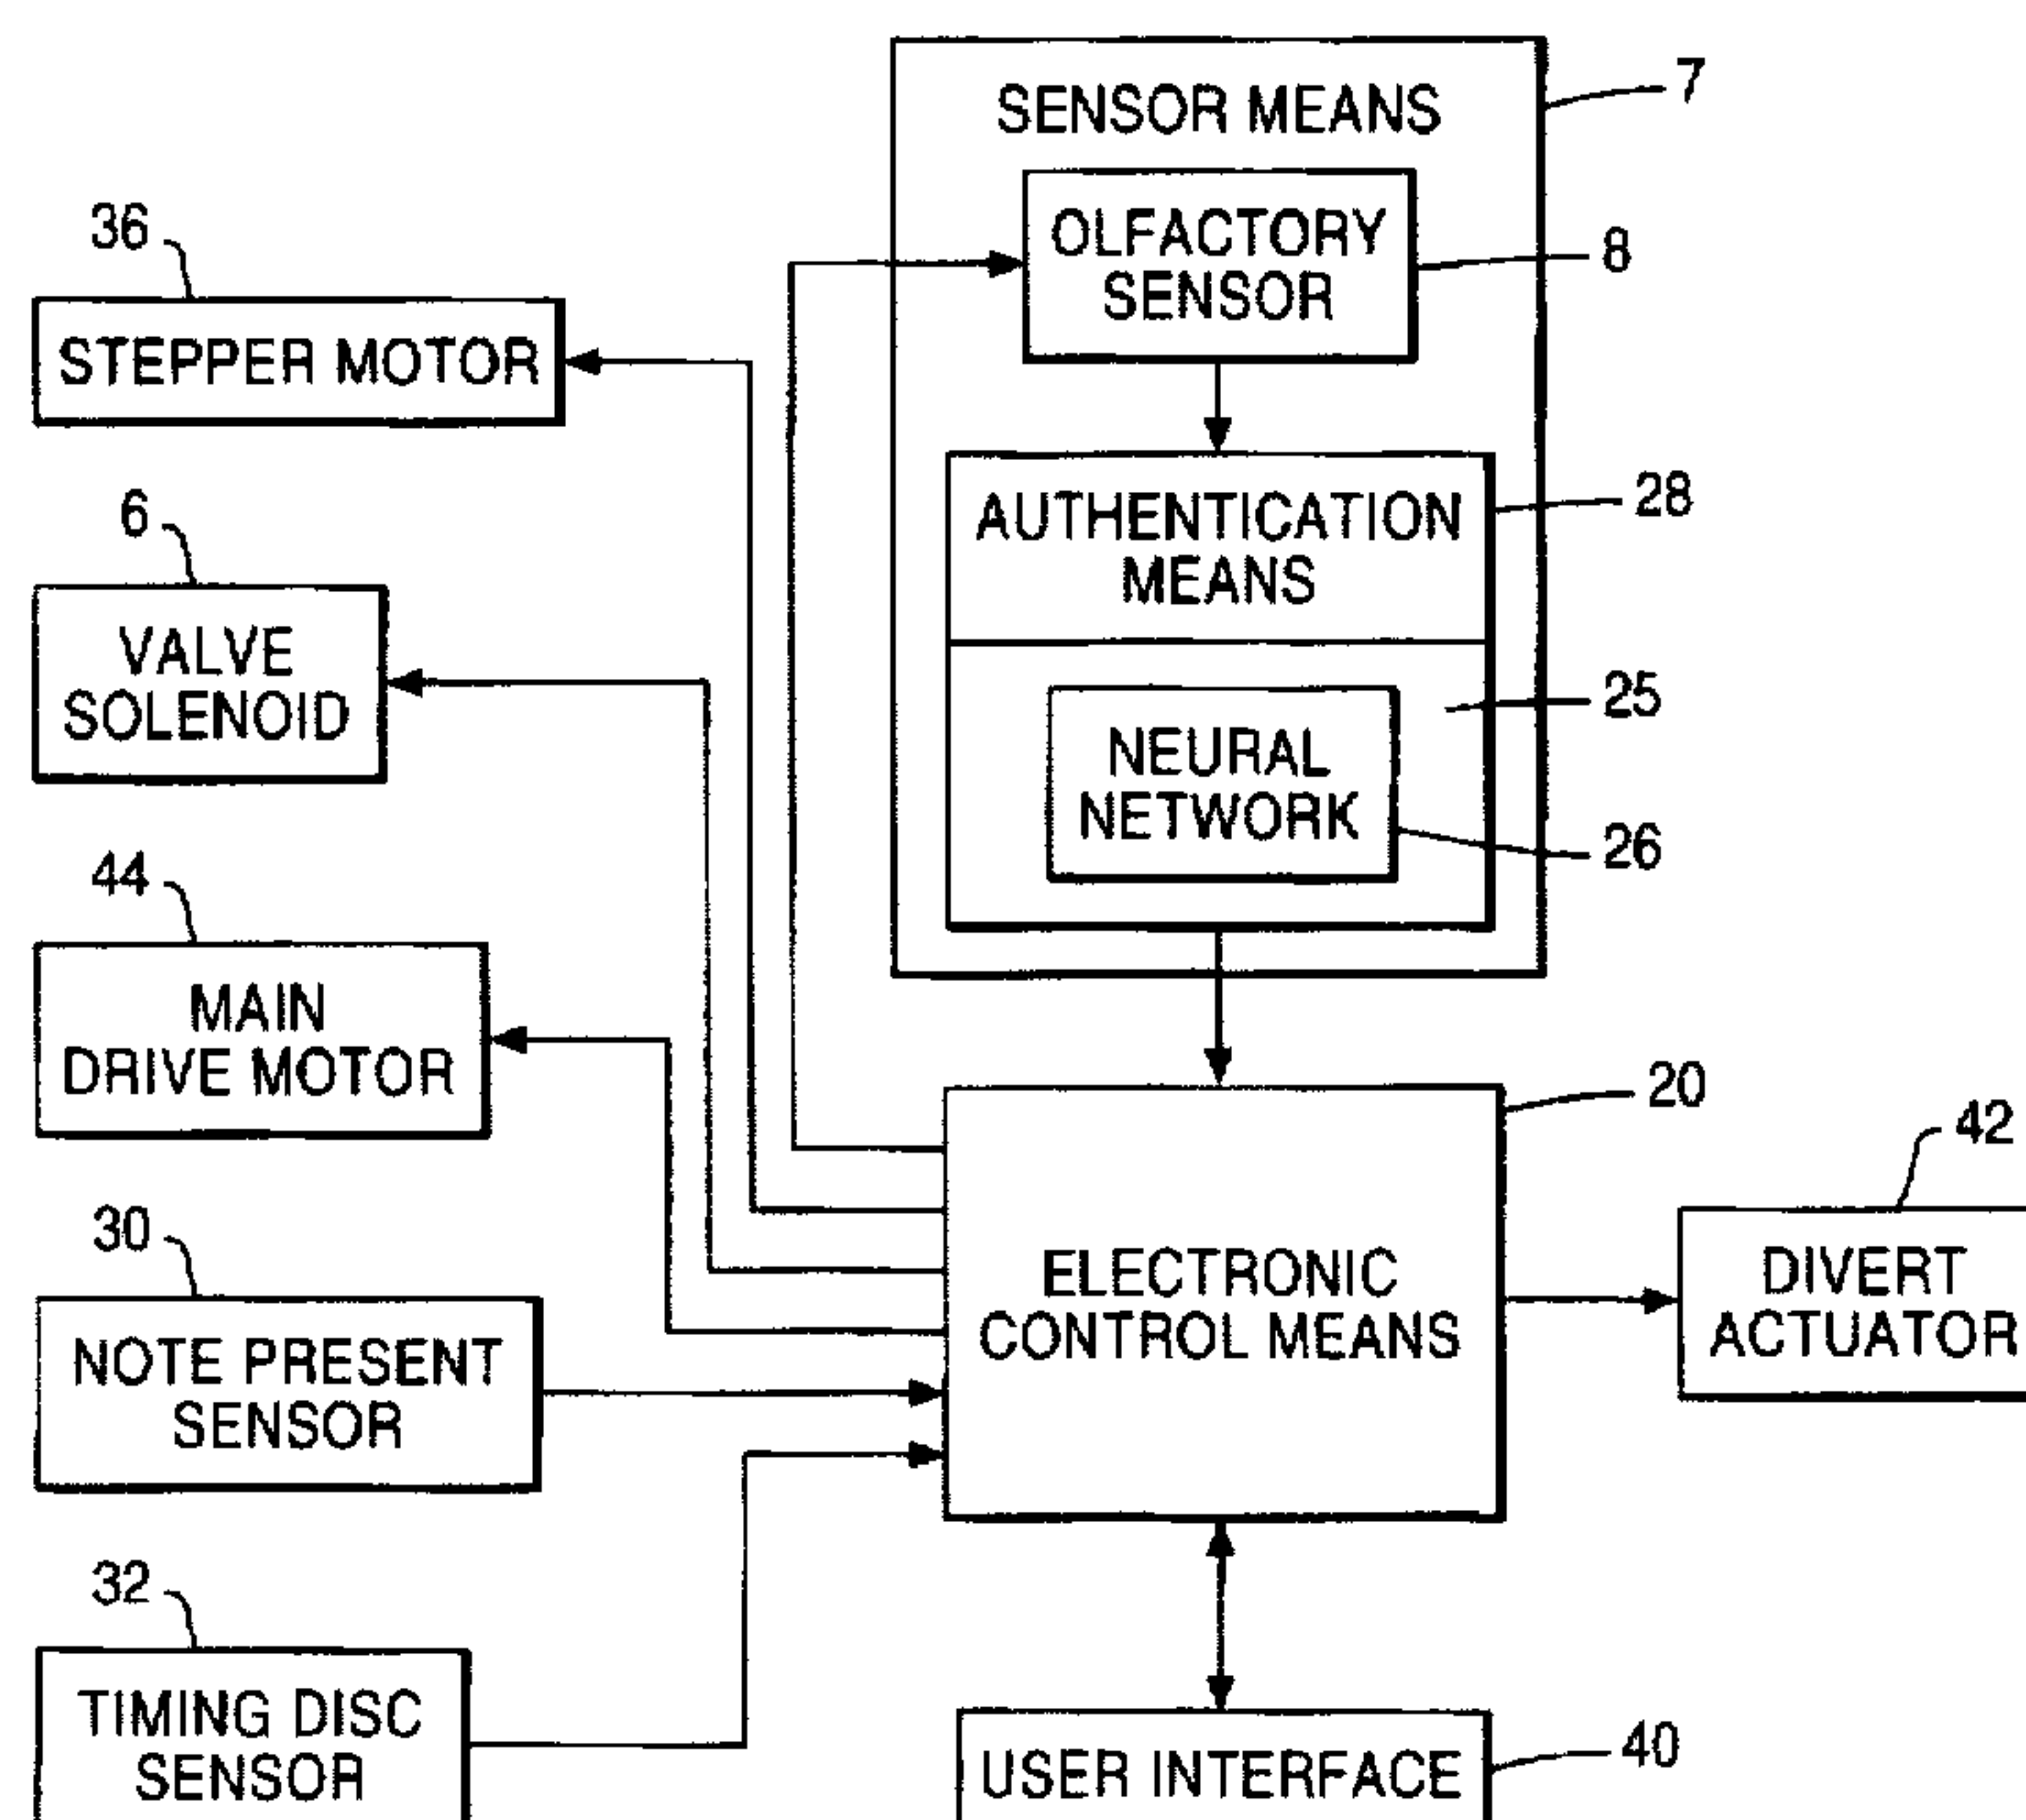 SENSOR MEANS
7
OLFACTORY
SENSOR
8
36
STEPPER MOTOR
AUTHENTICATION
MEANS
28
6
VALVE
SOLENOID
25
NEURAL
NETWORK
26
44
MAIN
DRIVE MOTOR
20
42
ELECTRONIC
CONTROL MEANS
DIVERT
ACTUATOR
30
NOTE PRESENT
SENSOR
32
TIMING DISC
SENSOR
USER INTERFACE
40